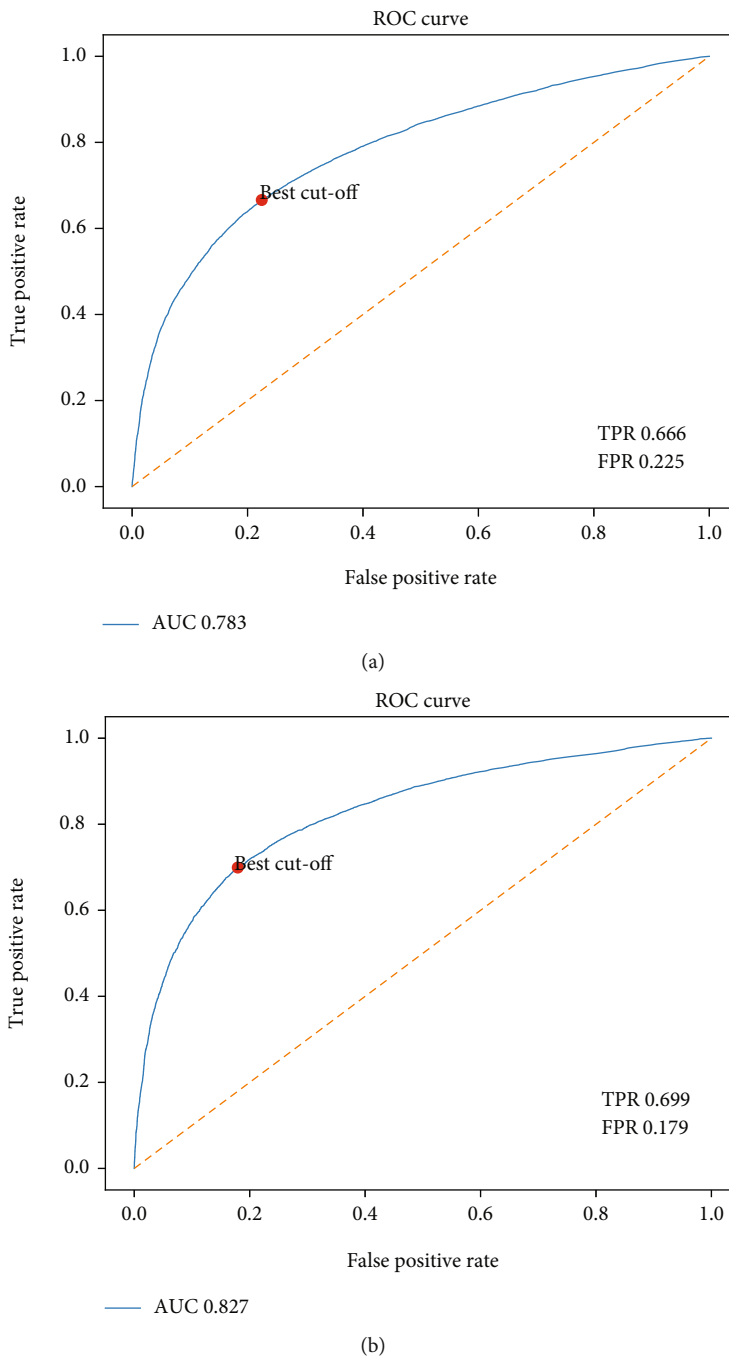 ROC curve
1.0
0.8
0.6
0.4
0.2
0.0
True positive rate
Best cut-off
TPR 0.666
FPR 0.225
0.0 0.2 0.4 0.6 0.8 1.0
False positive rate
AUC 0.783
(a)
ROC curve
1.0
0.8
0.6
0.4
0.2
0.0
True positive rate
Best cut-off
TPR 0.699
FPR 0.179
0.0 0.2 0.4 0.6 0.8 1.0
False positive rate
AUC 0.827
(b)